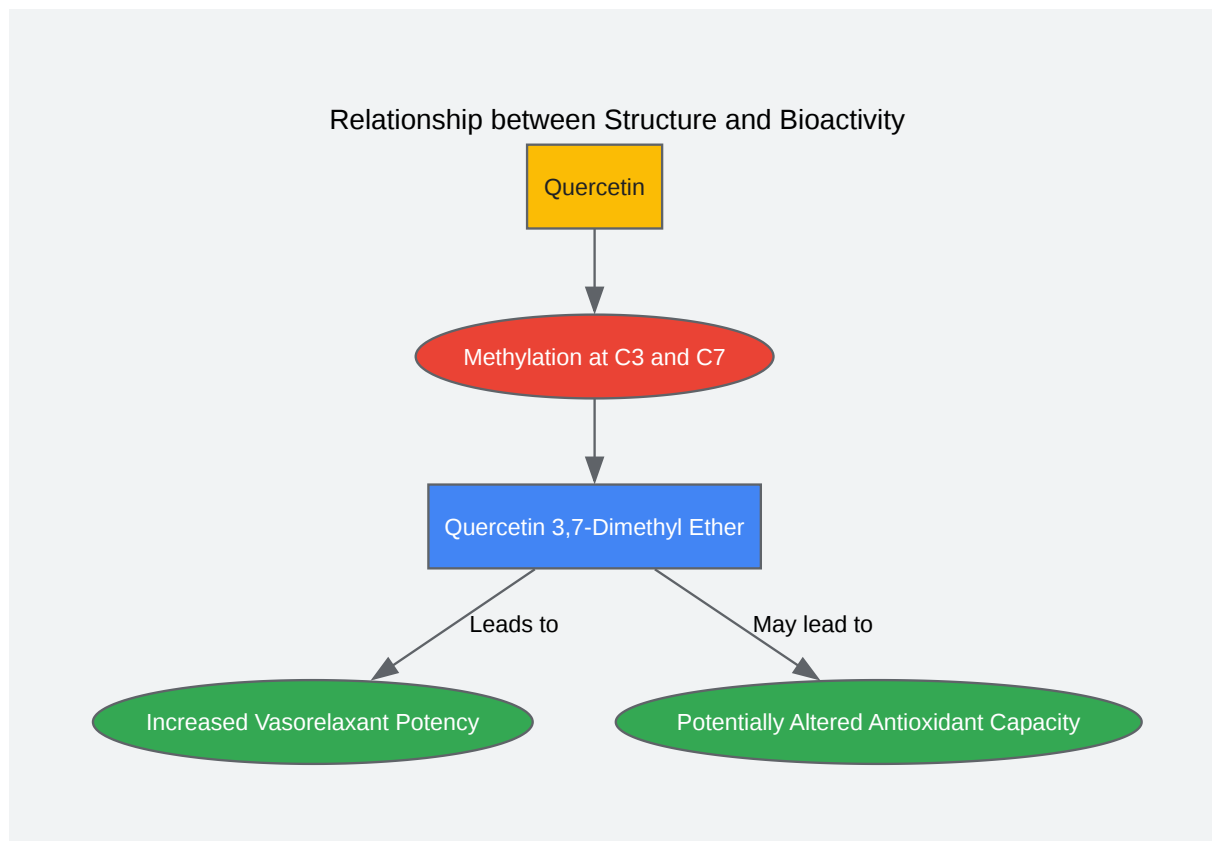 Relationship between Structure and Bioactivity
Quercetin
Methylation at C3 and C7
Quercetin 3,7-Dimethyl Ether
Leads to
May lead to
Increased Vasorelaxant Potency
Potentially Altered Antioxidant Capacity